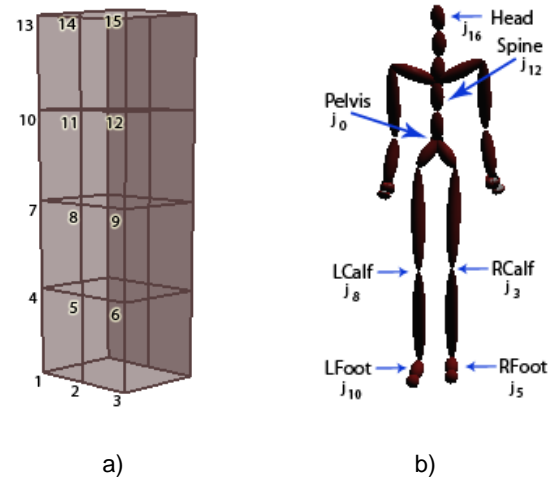 13 14 15
10 11 12
7 8 9
4 5 6
1 2 3
a)
Head
j16
Spine
j12
Pelvis
j0
LCalf
j8
RCalf
j3
LFoot
j10
RFoot
j5
b)